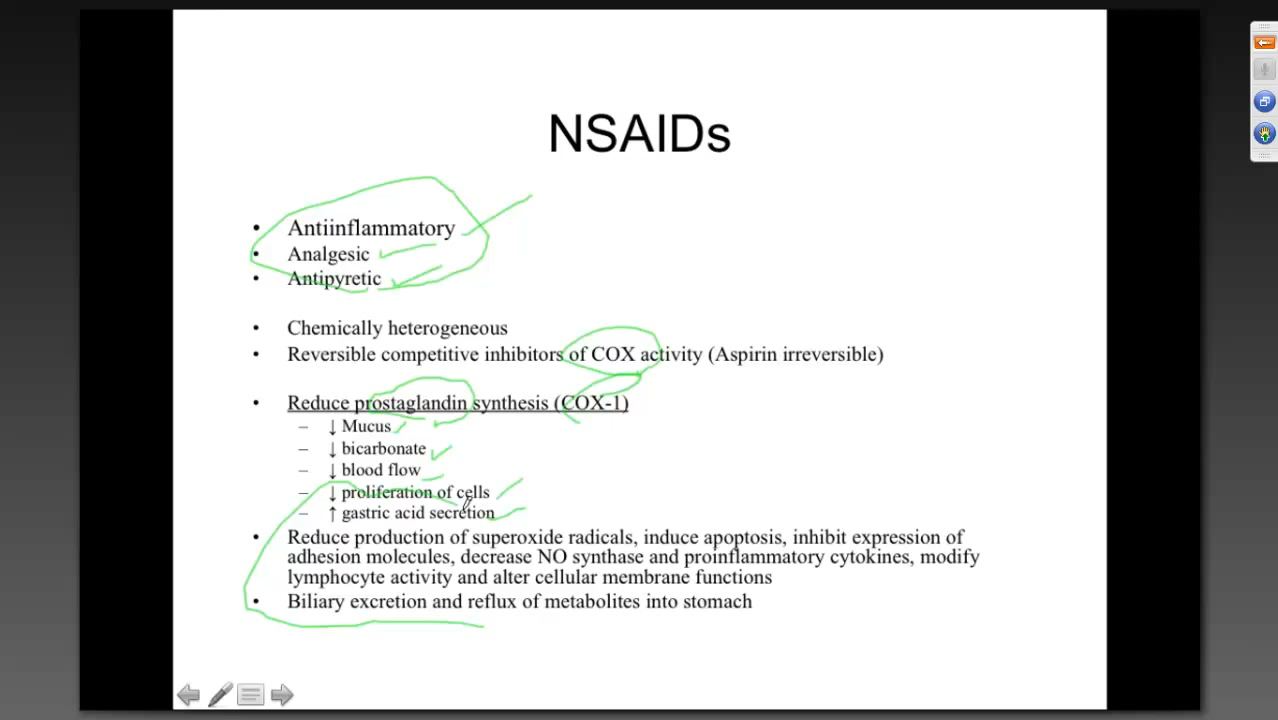 NSAIDs
• Antiinflammatory
• Analgesic
• Antipyretic
• Chemically heterogeneous
• Reversible competitive inhibitors of COX activity (Aspirin irreversible)
• Reduce prostaglandin synthesis (COX-1)
– ↓ Mucus
– ↓ bicarbonate
– ↓ blood flow
– ↓ proliferation of cells
– ↑ gastric acid secretion
• Reduce production of superoxide radicals, induce apoptosis, inhibit expression of
adhesion molecules, decrease NO synthase and proinflammatory cytokines, modify
lymphocyte activity and alter cellular membrane functions
• Biliary excretion and reflux of metabolites into stomach